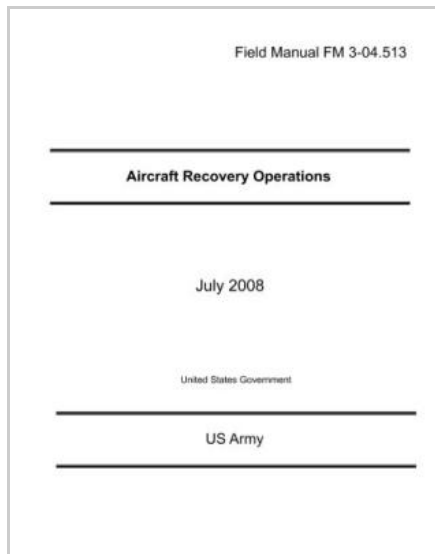 Field Manual FM 3-04.513
Aircraft Recovery Operations
July 2008
United States Government
US Army